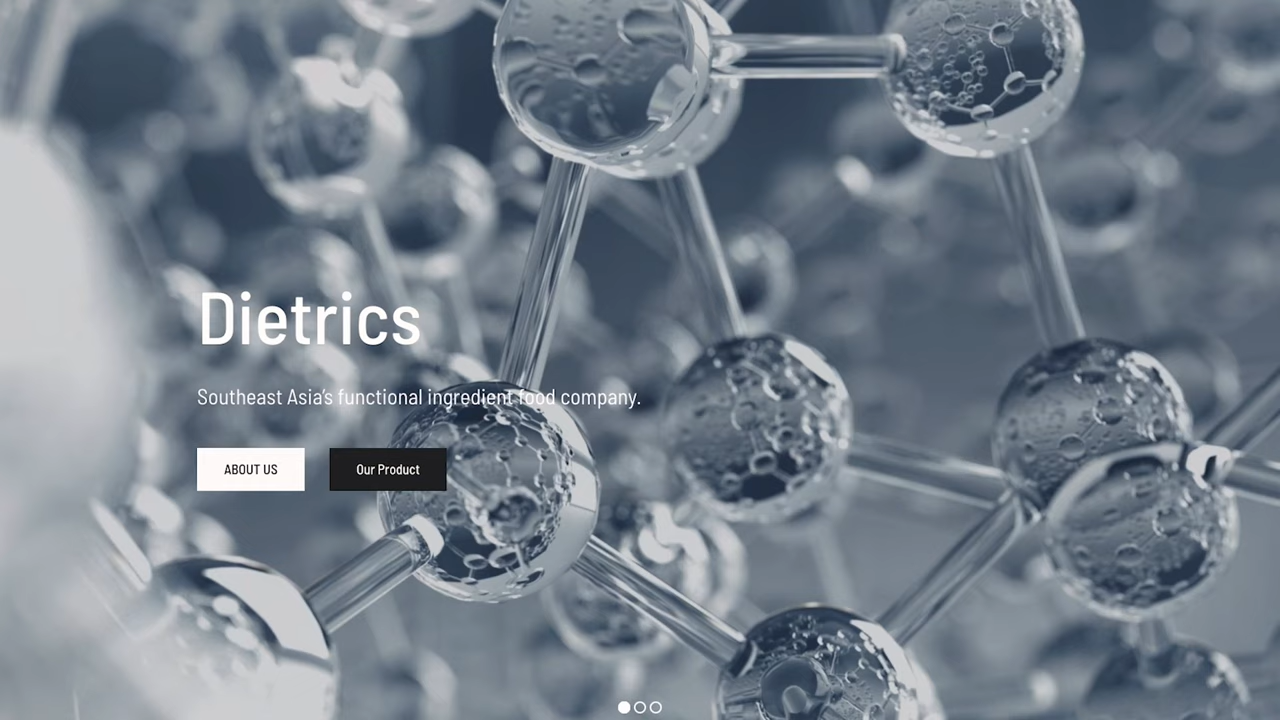 Dietrics
Southeast Asia's functional ingredient food company.
ABOUT US
Our Product